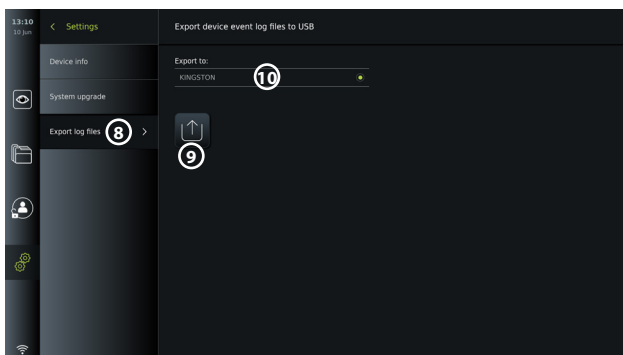 13:10
10 Jun
Settings
Export device event log files to USB
Device info
System upgrade
Export log files
8
Export to:
KINGSTON
10
9